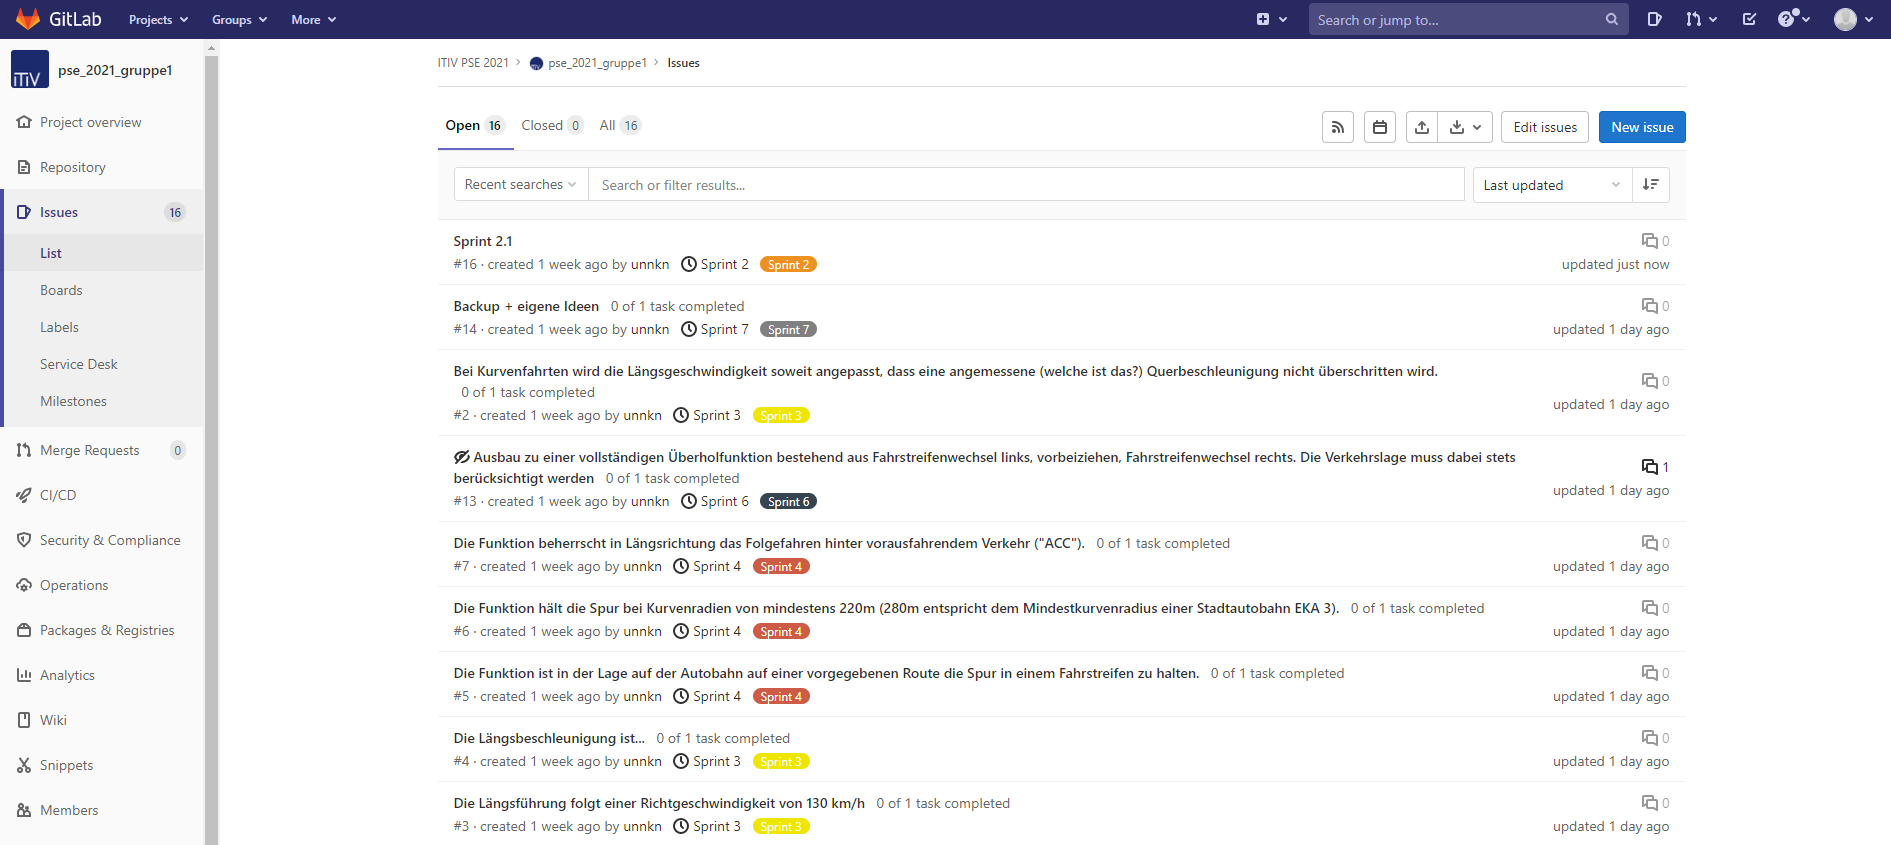 GitLab Projects Groups More Search or jump to...
ITIV pse_2021_gruppe1
Project overview
Repository
Issues 16
List
Boards
Labels
Service Desk
Milestones
Merge Requests 0
CI/CD
Security & Compliance
Operations
Packages & Registries
Analytics
Wiki
Snippets
Members
ITIV PSE 2021 › pse_2021_gruppe1 › Issues
Open 16 Closed 0 All 16 Edit issues New issue
Recent searches Search or filter results... Last updated
Sprint 2.1 0
#16 · created 1 week ago by unnkn Sprint 2 Sprint 2 updated just now
Backup + eigene Ideen 0 of 1 task completed 0
#14 · created 1 week ago by unnkn Sprint 7 Sprint 7 updated 1 day ago
Bei Kurvenfahrten wird die Längsgeschwindigkeit soweit angepasst, dass eine angemessene (welche ist das?) Querbeschleunigung nicht überschritten wird. 0
0 of 1 task completed
#2 · created 1 week ago by unnkn Sprint 3 Sprint 3 updated 1 day ago
Ausbau zu einer vollständigen Überholfunktion bestehend aus Fahrstreifenwechsel links, vorbeiziehen, Fahrstreifenwechsel rechts. Die Verkehrslage muss dabei stets 1
berücksichtigt werden 0 of 1 task completed
#13 · created 1 week ago by unnkn Sprint 6 Sprint 6 updated 1 day ago
Die Funktion beherrscht in Längsrichtung das Folgefahren hinter vorausfahrendem Verkehr ("ACC"). 0 of 1 task completed 0
#7 · created 1 week ago by unnkn Sprint 4 Sprint 4 updated 1 day ago
Die Funktion hält die Spur bei Kurvenradien von mindestens 220m (280m entspricht dem Mindestkurvenradius einer Stadtautobahn EKA 3). 0 of 1 task completed 0
#6 · created 1 week ago by unnkn Sprint 4 Sprint 4 updated 1 day ago
Die Funktion ist in der Lage auf der Autobahn auf einer vorgegebenen Route die Spur in einem Fahrstreifen zu halten. 0 of 1 task completed 0
#5 · created 1 week ago by unnkn Sprint 4 Sprint 4 updated 1 day ago
Die Längsbeschleunigung ist... 0 of 1 task completed 0
#4 · created 1 week ago by unnkn Sprint 3 Sprint 3 updated 1 day ago
Die Längsführung folgt einer Richtgeschwindigkeit von 130 km/h 0 of 1 task completed 0
#3 · created 1 week ago by unnkn Sprint 3 Sprint 3 updated 1 day ago